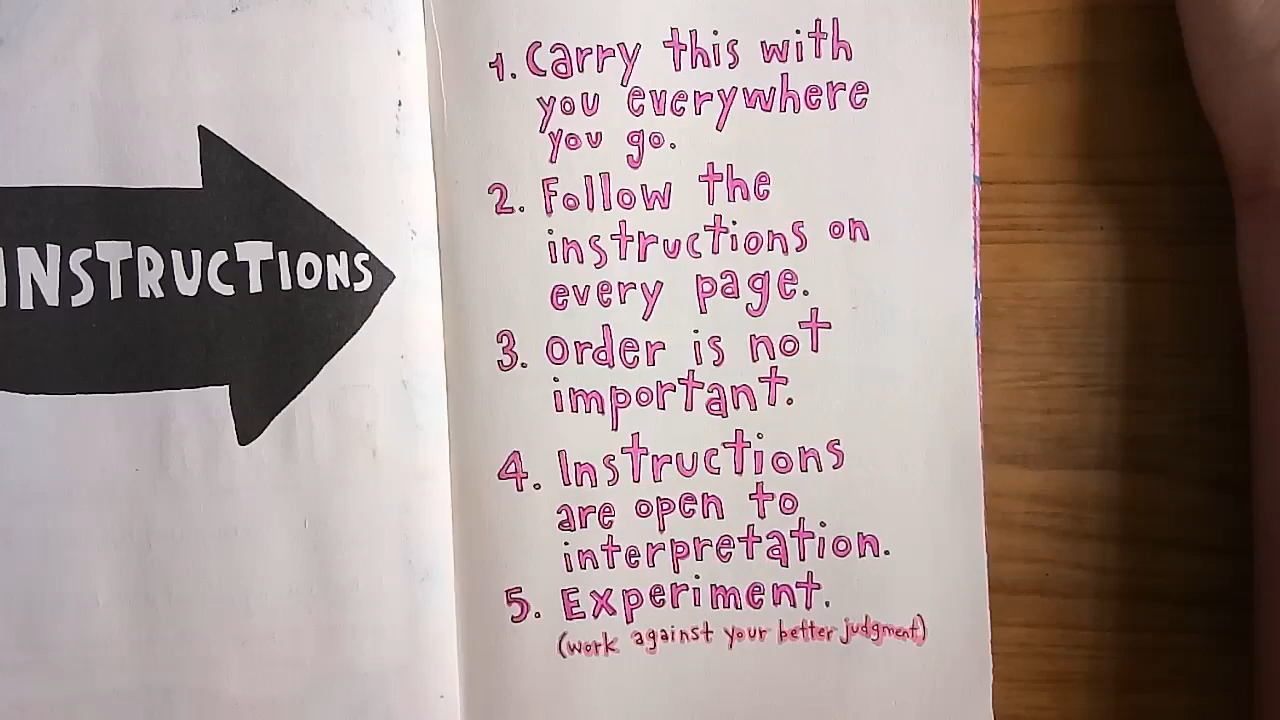 INSTRUCTIONS
1. Carry this with
you everywhere
you go.
2. Follow the
instructions on
every page.
3. Order is not
important.
4. Instructions
are open to
interpretation.
5. Experiment.
(work against your better judgment)